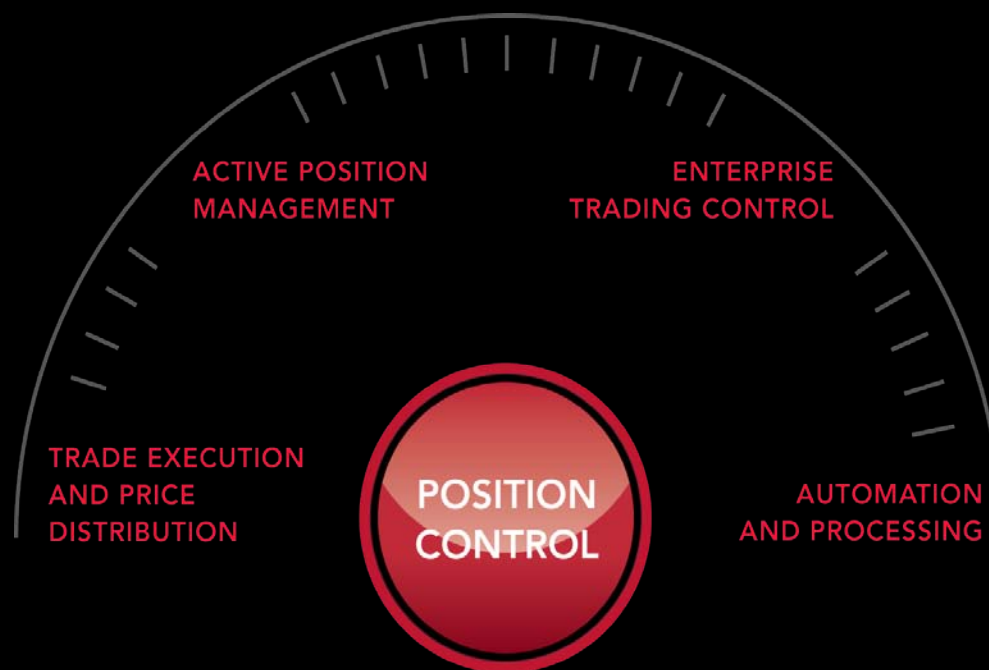 ACTIVE POSITION
MANAGEMENT
ENTERPRISE
TRADING CONTROL
TRADE EXECUTION
AND PRICE
DISTRIBUTION
POSITION
CONTROL
AUTOMATION
AND PROCESSING